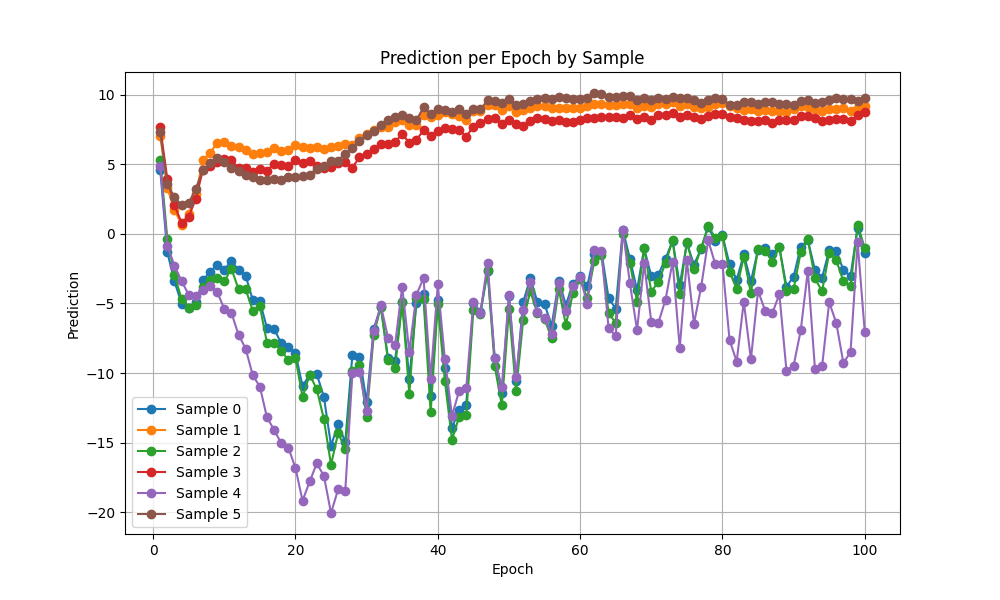 Prediction per Epoch by Sample
10
5
0
−5
−10
−15
−20
Prediction
Sample 0
Sample 1
Sample 2
Sample 3
Sample 4
Sample 5
0 20 40 60 80 100
Epoch